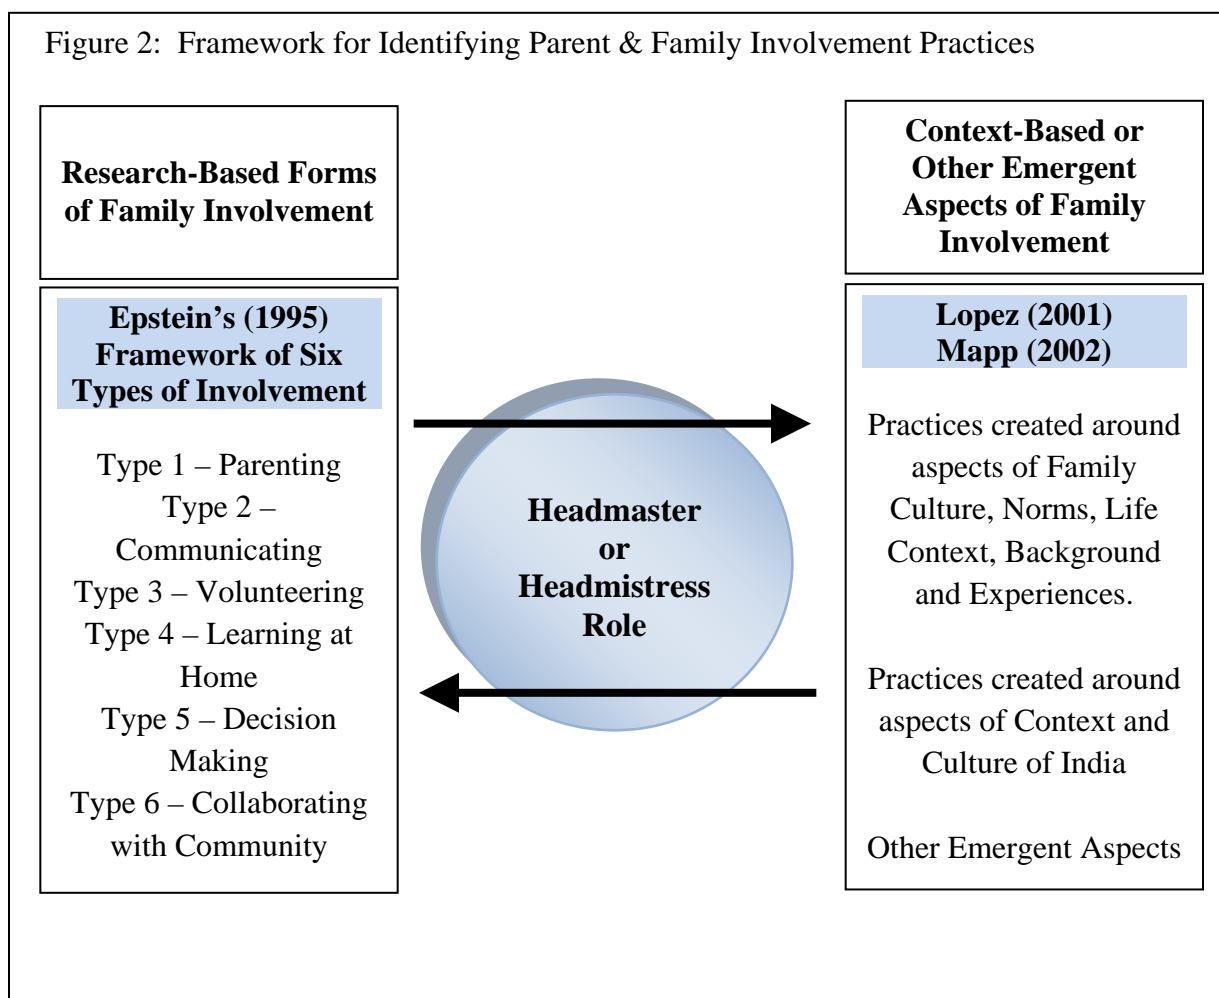 Figure 2:  Framework for Identifying Parent & Family Involvement Practices
Research-Based Forms
of Family Involvement
Epstein’s (1995)
Framework of Six
Types of Involvement
Type 1 – Parenting
Type 2 –
Communicating
Type 3 – Volunteering
Type 4 – Learning at
Home
Type 5 – Decision
Making
Type 6 – Collaborating
with Community
Headmaster
or
Headmistress
Role
Context-Based or
Other Emergent
Aspects of Family
Involvement
Lopez (2001)
Mapp (2002)
Practices created around
aspects of Family
Culture, Norms, Life
Context, Background
and Experiences.
Practices created around
aspects of Context and
Culture of India
Other Emergent Aspects